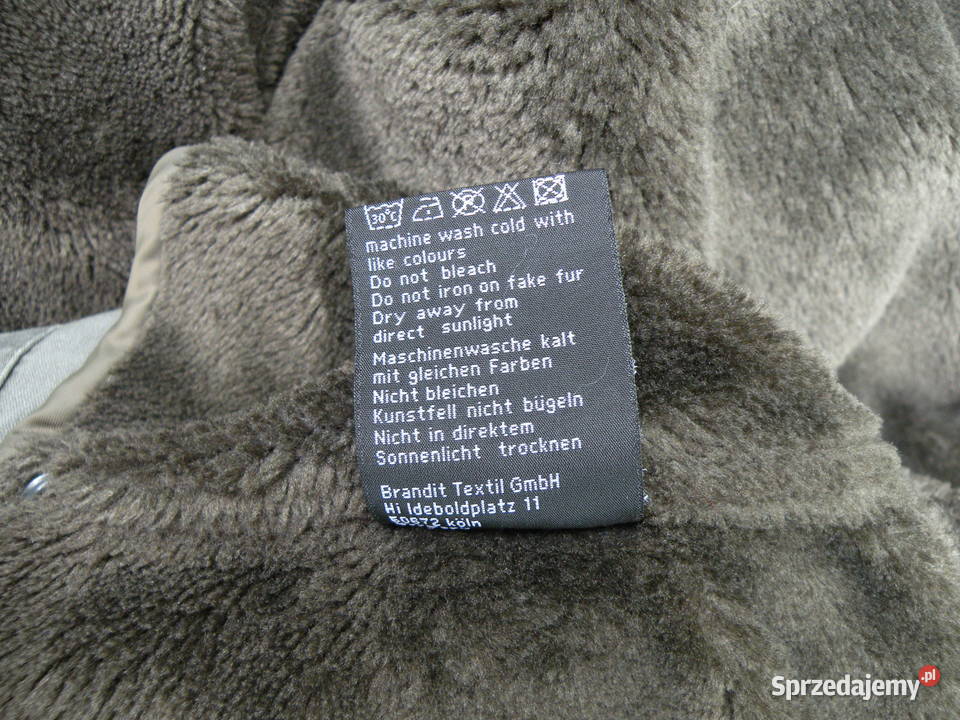 30°C
machine wash cold with
like colours
Do not bleach
Do not iron on fake fur
Dry away from
direct sunlight
Maschinenwasche kalt
mit gleichen Farben
Nicht bleichen
Kunstfell nicht bügeln
Nicht in direktem
Sonnenlicht trocknen
Brandit Textil GmbH
Hi ldeboldplatz 11
50672 köln
Sprzedajemy.pl